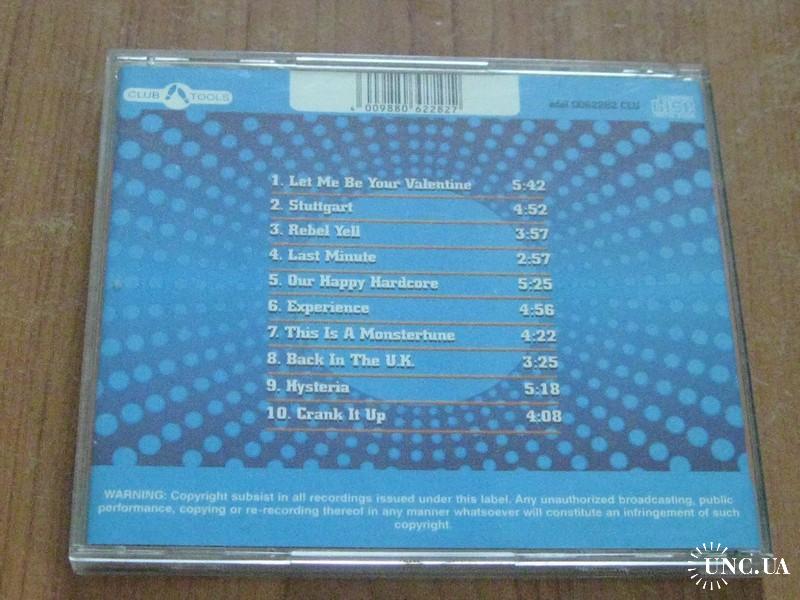 CLUB TOOLS
4 009880 622827
edel 0062282 CLU
DISC
1. Let Me Be Your Valentine 5:42
2. Stuttgart 4:52
3. Rebel Yell 3:57
4. Last Minute 2:57
5. Our Happy Hardcore 5:25
6. Experience 4:56
7. This Is A Monstertune 4:22
8. Back In The U.K. 3:25
9. Hysteria 5:18
10. Crank It Up 4:08
WARNING: Copyright subsist in all recordings issued under this label. Any unauthorized broadcasting, public
performance, copying or re-recording thereof in any manner whatsoever will constitute an infringement of such
copyright.
UNC.UA